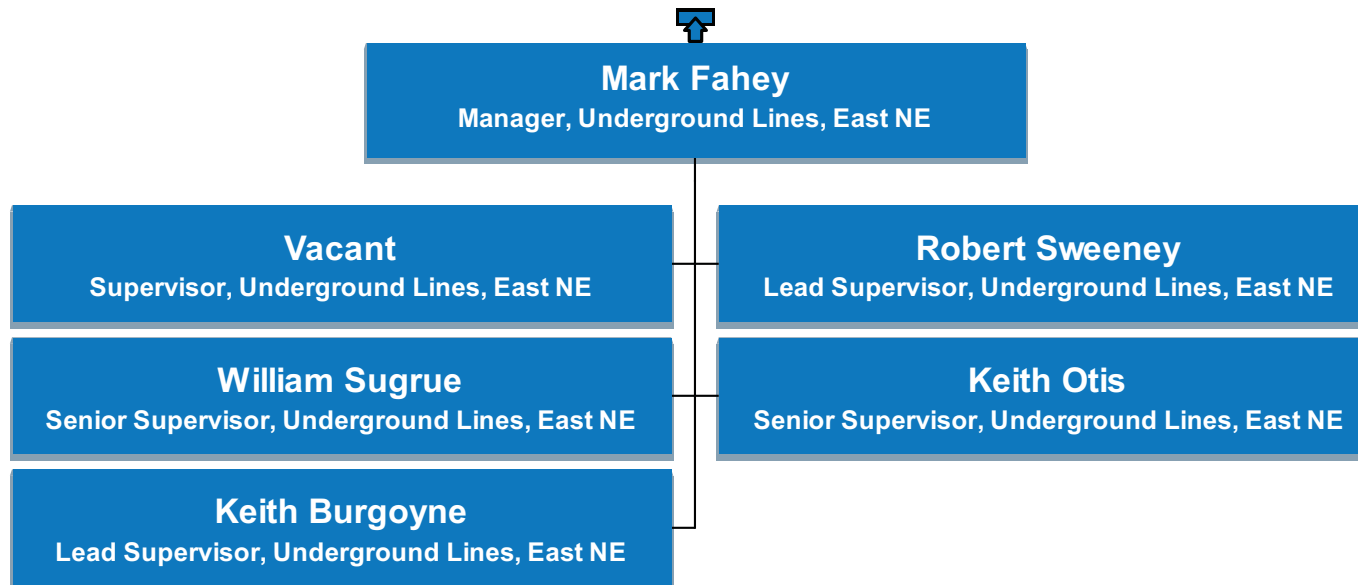 Mark Fahey
Manager, Underground Lines, East NE
Vacant
Supervisor, Underground Lines, East NE
Robert Sweeney
Lead Supervisor, Underground Lines, East NE
William Sugrue
Senior Supervisor, Underground Lines, East NE
Keith Otis
Senior Supervisor, Underground Lines, East NE
Keith Burgoyne
Lead Supervisor, Underground Lines, East NE